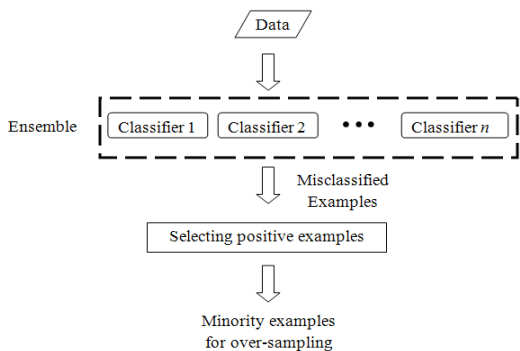 Data
Ensemble
Classifier 1
Classifier 2
•••
Classifier n
Misclassified
Examples
Selecting positive examples
Minority examples
for over-sampling